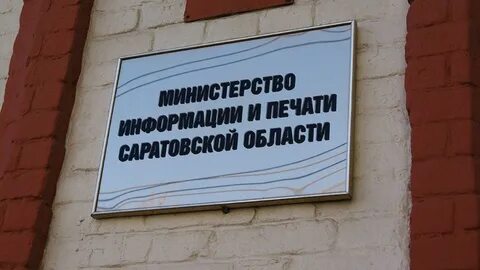 МИНИСТЕРСТВО
ИНФОРМАЦИИ И ПЕЧАТИ
САРАТОВСКОЙ ОБЛАСТИ